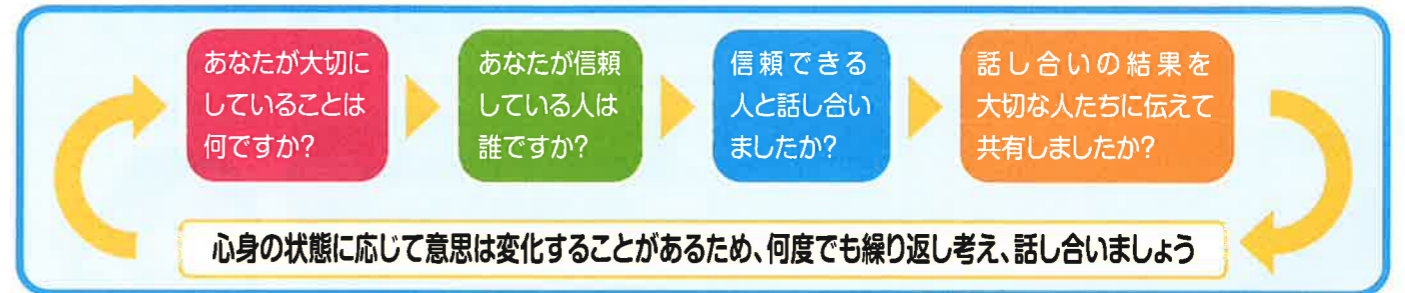 あなたが大切に
していることは
何ですか?
あなたが信頼
している人は
誰ですか?
信頼できる
人と話し合い
ましたか?
話し合いの結果を
大切な人たちに伝えて
共有しましたか?
心身の状態に応じて意思は変化することがあるため、何度でも繰り返し考え、話し合いましょう